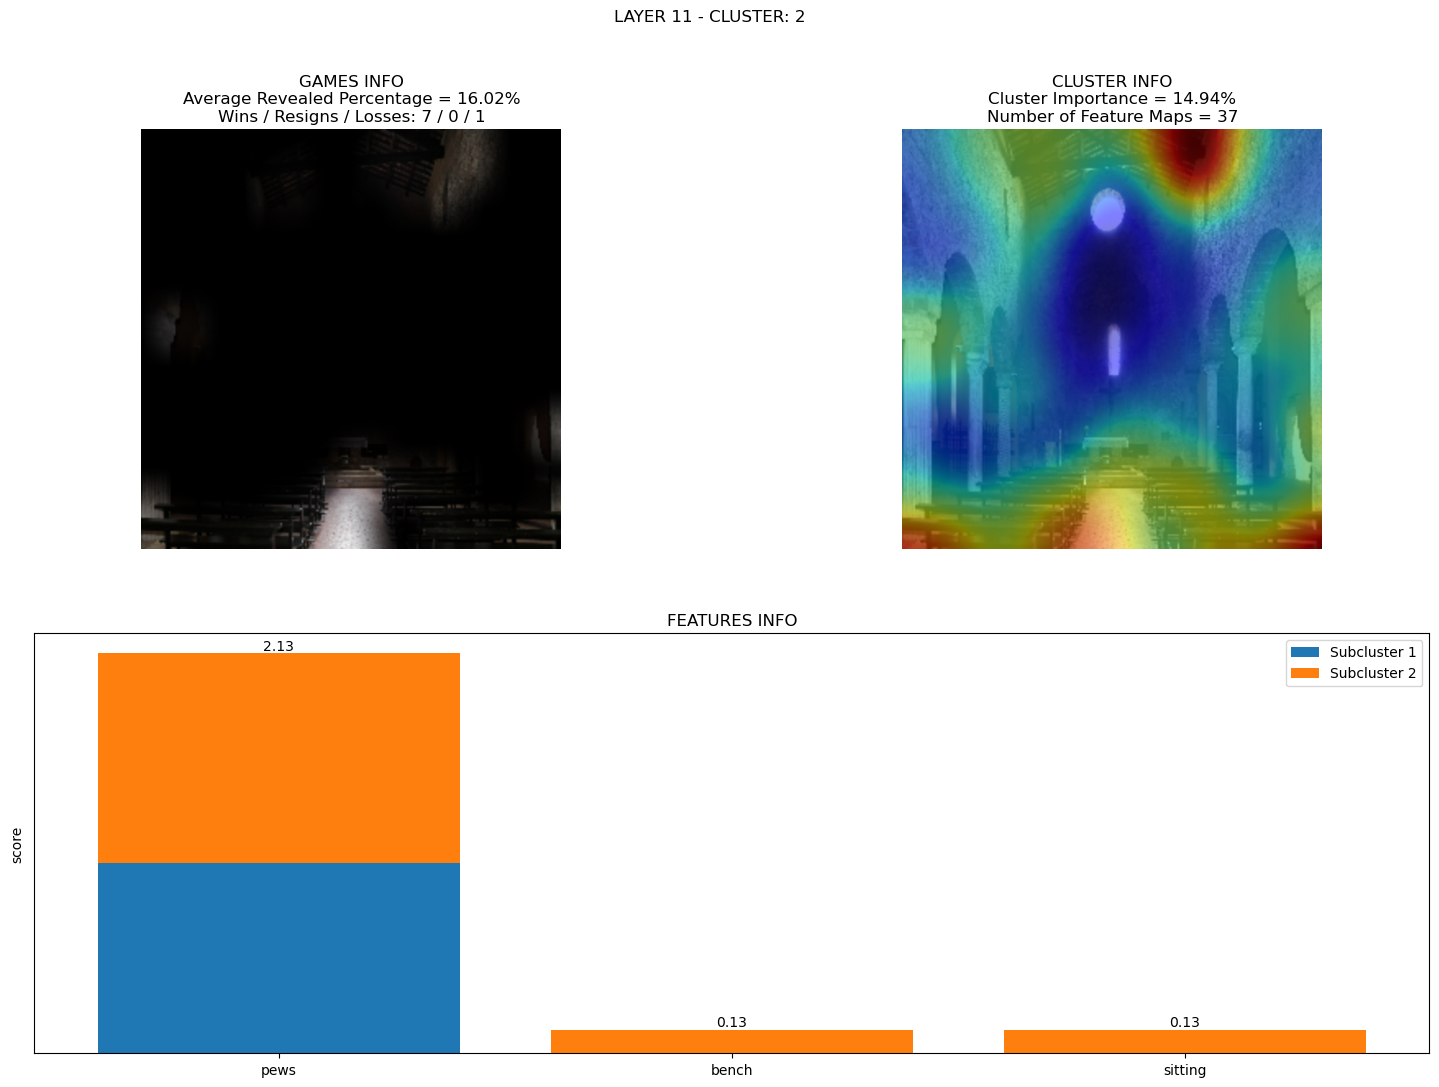 LAYER 11 - CLUSTER: 2
GAMES INFO
Average Revealed Percentage = 16.02%
Wins / Resigns / Losses: 7 / 0 / 1
CLUSTER INFO
Cluster Importance = 14.94%
Number of Feature Maps = 37
FEATURES INFO
2.13
0.13
0.13
Subcluster 1
Subcluster 2
score
pews
bench
sitting